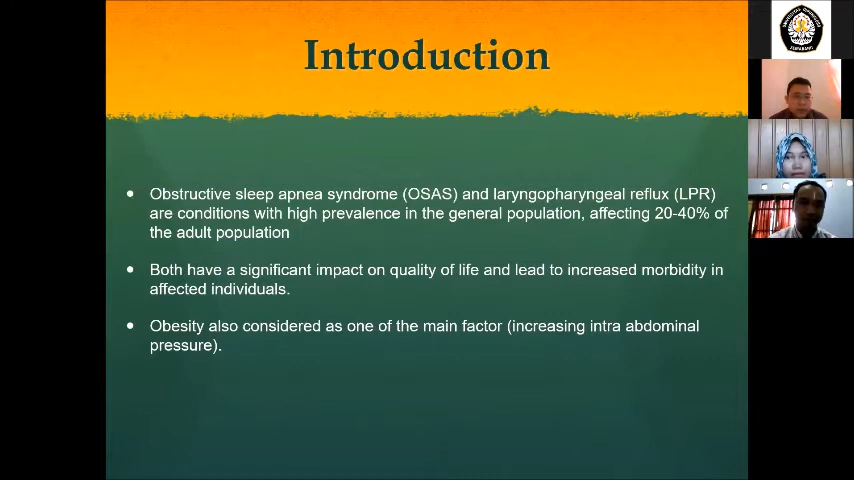 Introduction
• Obstructive sleep apnea syndrome (OSAS) and laryngopharyngeal reflux (LPR)
are conditions with high prevalence in the general population, affecting 20-40% of
the adult population
• Both have a significant impact on quality of life and lead to increased morbidity in
affected individuals.
• Obesity also considered as one of the main factor (increasing intra abdominal
pressure).